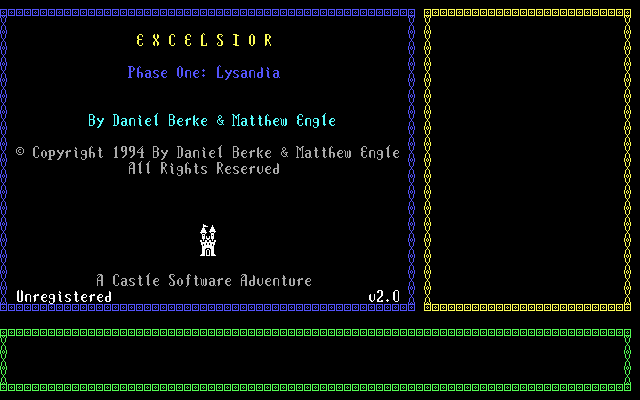 EXCELSIOR
Phase One: Lysandia
By Daniel Berke & Matthew Engle
© Copyright 1994 By Daniel Berke & Matthew Engle
All Rights Reserved
A Castle Software Adventure
Unregistered v2.0